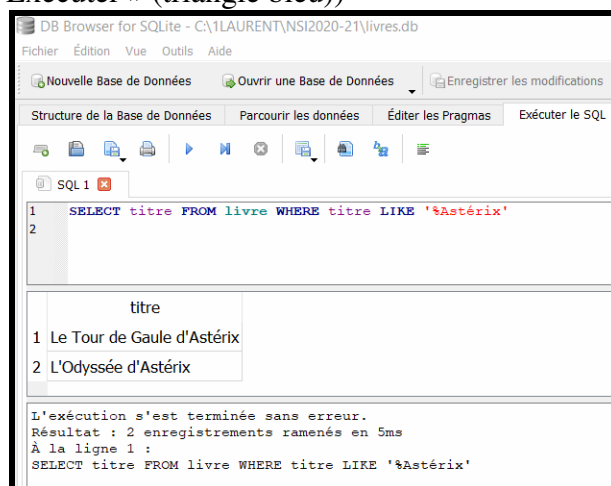 Exécuter » (triangle bleu))
DB Browser for SQLite - C:\1LAURENT\NSI2020-21\livres.db
Fichier Édition Vue Outils Aide
Nouvelle Base de Données Ouvrir une Base de Données Enregistrer les modifications
Structure de la Base de Données Parcourir les données Éditer les Pragmas Exécuter le SQL
SQL 1
1 SELECT titre FROM livre WHERE titre LIKE '%Astérix'
2
titre
1 Le Tour de Gaule d'Astérix
2 L'Odyssée d'Astérix
L'exécution s'est terminée sans erreur.
Résultat : 2 enregistrements ramenés en 5ms
À la ligne 1 :
SELECT titre FROM livre WHERE titre LIKE '%Astérix'